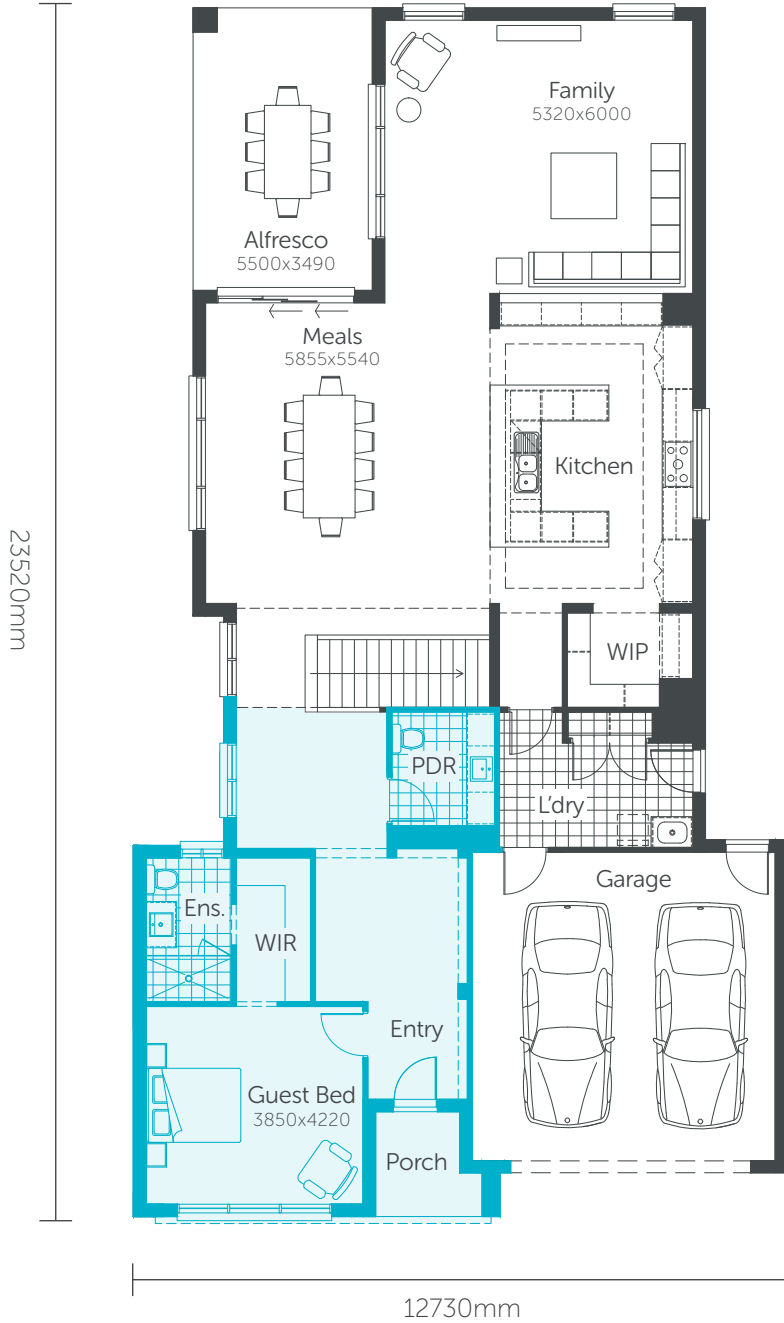 Family
5320x6000
Alfresco
5500x3490
Meals
5855x5540
Kitchen
23520mm
WIP
PDR
L'dry
Garage
Ens.
WIR
Entry
Guest Bed
3850x4220
Porch
12730mm